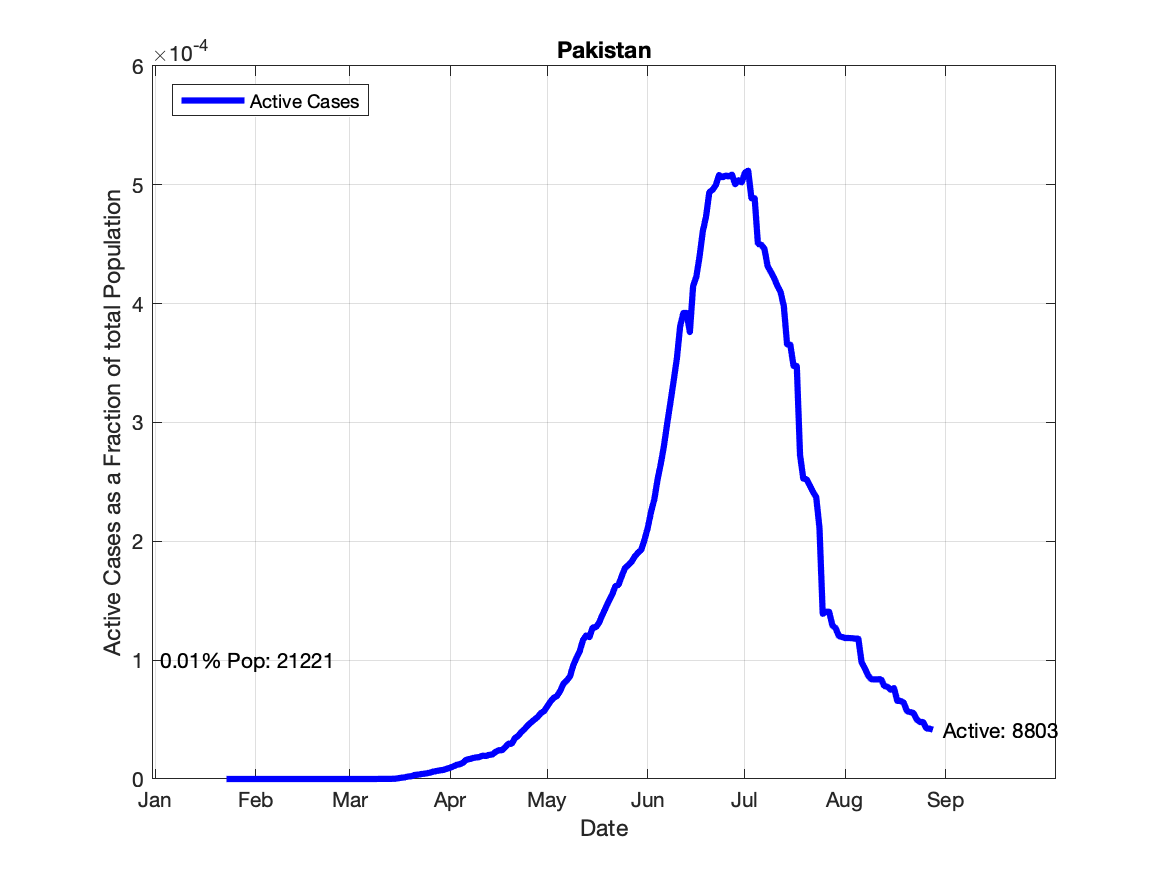 Pakistan
×10-4
6
Active Cases
5
4
3
2
1
0
0.01% Pop: 21221
Active: 8803
Active Cases as a Fraction of total Population
Jan Feb Mar Apr May Jun Jul Aug Sep
Date